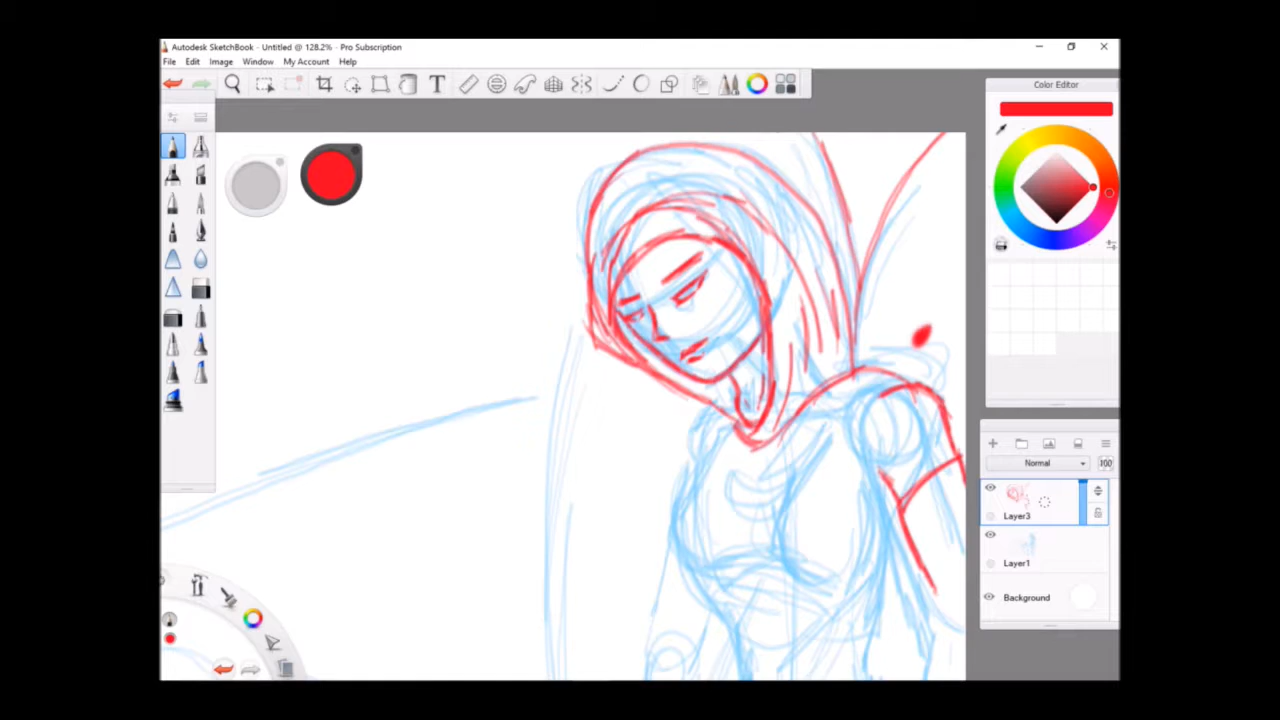 Autodesk SketchBook - Untitled @ 128.2% - Pro Subscription
File Edit Image Window My Account Help
T
Color Editor
Normal 100
Layer3
Layer1
Background